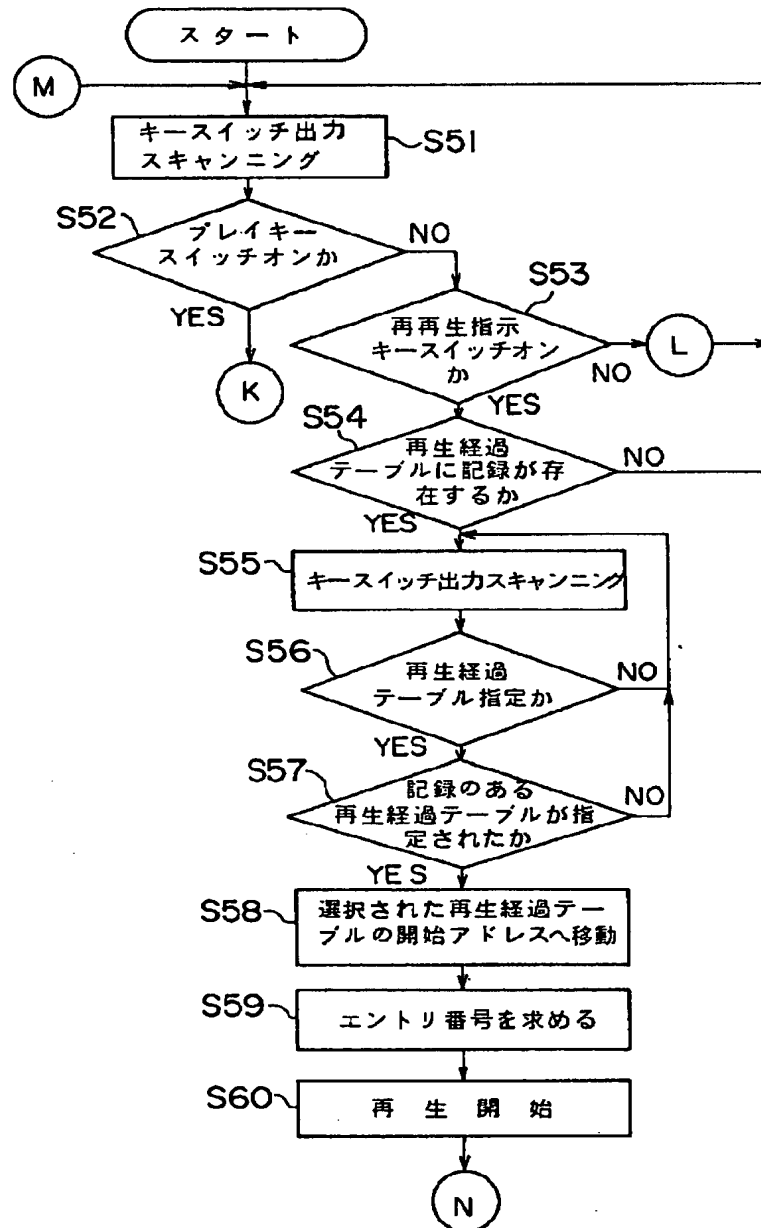 スタート
M
キースイッチ出力
スキャンニング
S51
S52
プレイキー
スイッチオンか
NO
YES
K
S53
再再生指示
キースイッチオン
か
NO
L
YES
S54
再生経過
テーブルに記録が存
在するか
NO
YES
S55
キースイッチ出力スキャンニング
S56
再生経過
テーブル指定か
NO
YES
S57
記録のある
再生経過テーブルが指
定されたか
NO
YES
S58
選択された再生経過テー
ブルの開始アドレスへ移動
S59
エントリ番号を求める
S60
再生開始
N